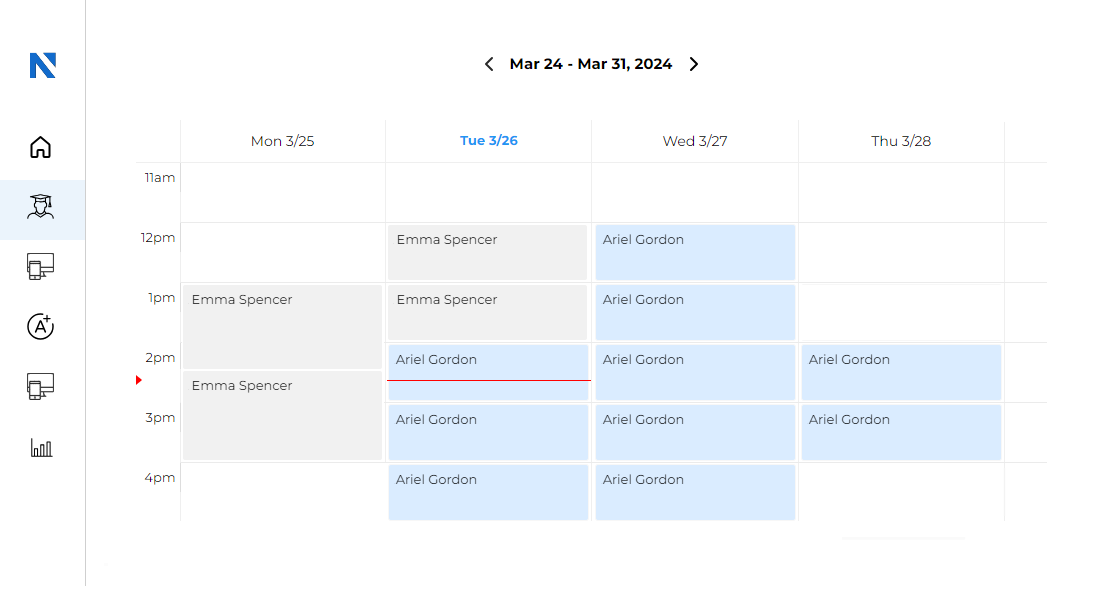 Mar 24 - Mar 31, 2024
Mon 3/25
Tue 3/26
Wed 3/27
Thu 3/28
11am
12pm
Emma Spencer
Ariel Gordon
1pm
Emma Spencer
Emma Spencer
Ariel Gordon
2pm
Ariel Gordon
Ariel Gordon
Ariel Gordon
Emma Spencer
3pm
Ariel Gordon
Ariel Gordon
Ariel Gordon
4pm
Ariel Gordon
Ariel Gordon
A+